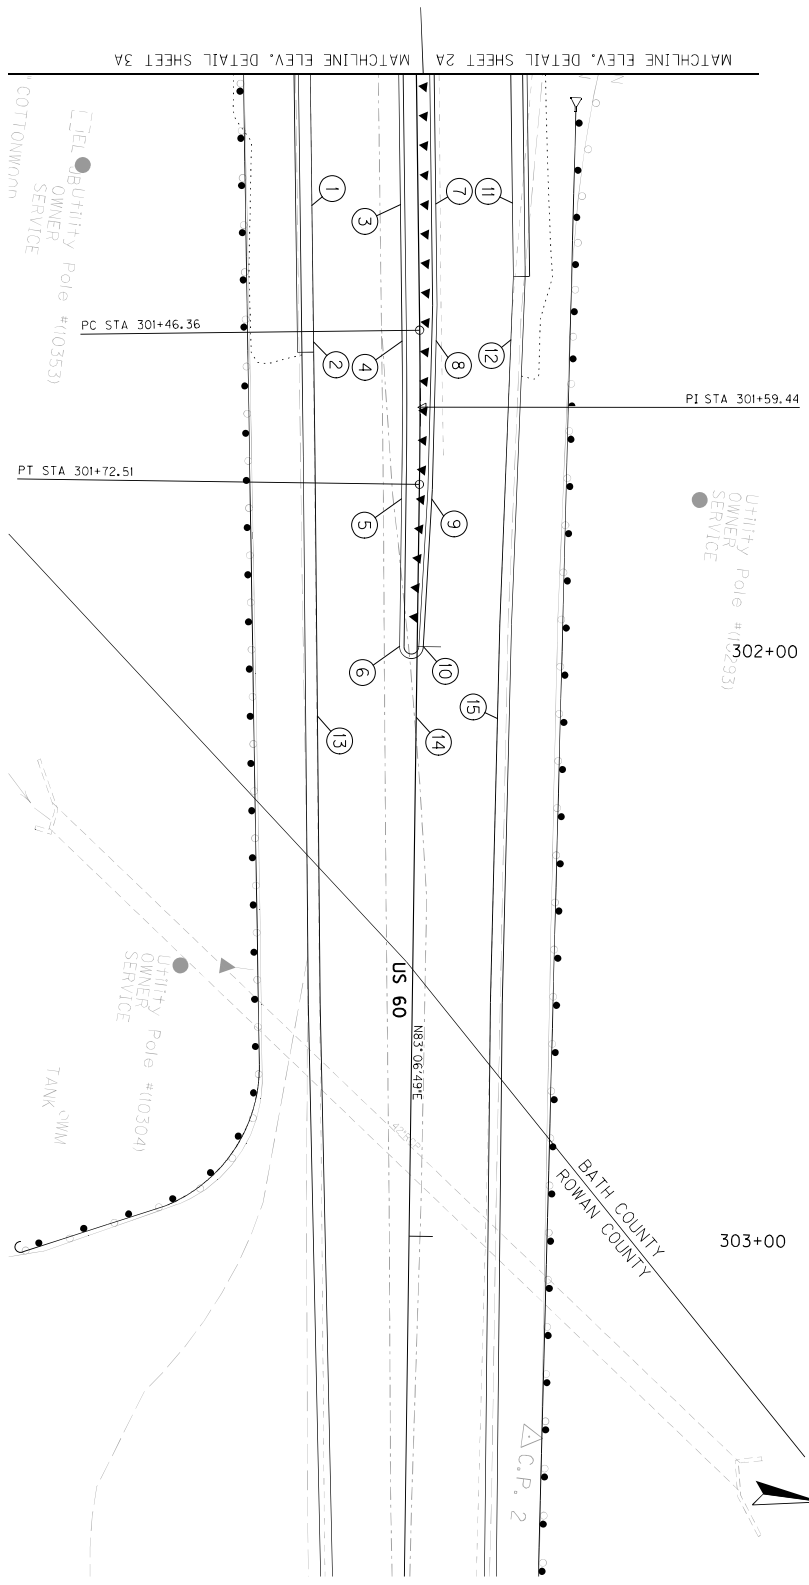 MATCHLINE ELEV. DETAIL SHEET 3A
MATCHLINE ELEV. DETAIL SHEET 2A
COTTONWOOD
Utility Pole #(10353)
OWNER
SERVICE
1
3
7
11
PC STA 301+46.36
2
4
8
12
PI STA 301+59.44
PT STA 301+72.51
5
9
Utility Pole #(10293)
OWNER
SERVICE
302+00
6
10
15
13
14
US 60
N83°06'49"E
Utility Pole #(10304)
OWNER
SERVICE
TANK
BATH COUNTY
ROWAN COUNTY
303+00
C.P. 2